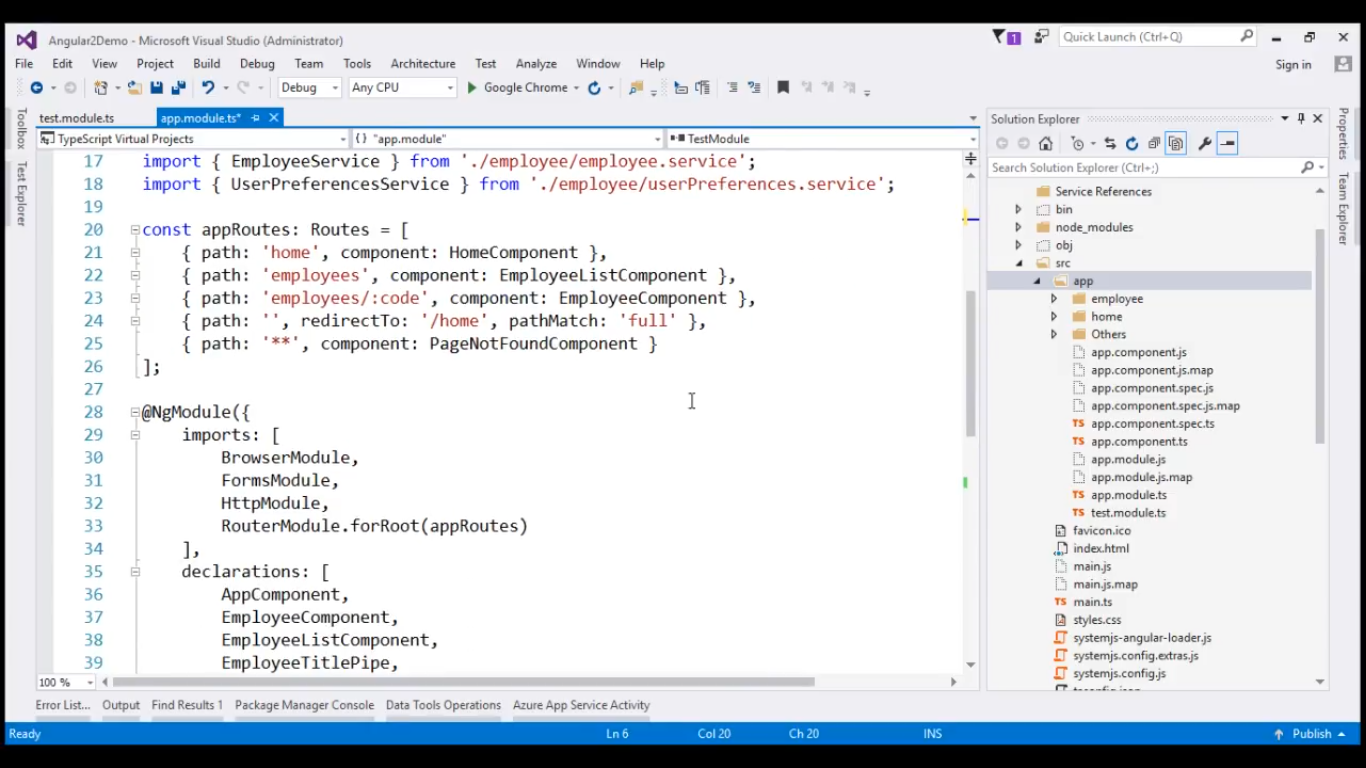 Angular2Demo - Microsoft Visual Studio (Administrator)
1
Quick Launch (Ctrl+Q)
File Edit View Project Build Debug Team Tools Architecture Test Analyze Window Help
Sign in
Debug Any CPU Google Chrome
Toolbox
Test Explorer
test.module.ts app.module.ts*
TypeScript Virtual Projects {} "app.module" TestModule
17 import { EmployeeService } from './employee/employee.service';
18 import { UserPreferencesService } from './employee/userPreferences.service';
19
20 const appRoutes: Routes = [
21 { path: 'home', component: HomeComponent },
22 { path: 'employees', component: EmployeeListComponent },
23 { path: 'employees/:code', component: EmployeeComponent },
24 { path: '', redirectTo: '/home', pathMatch: 'full' },
25 { path: '**', component: PageNotFoundComponent }
26 ];
27
28 @NgModule({
29 imports: [
30 BrowserModule,
31 FormsModule,
32 HttpModule,
33 RouterModule.forRoot(appRoutes)
34 ],
35 declarations: [
36 AppComponent,
37 EmployeeComponent,
38 EmployeeListComponent,
39 EmployeeTitlePipe,
100 %
Solution Explorer
Search Solution Explorer (Ctrl+;)
Service References
bin
node_modules
obj
src
app
employee
home
Others
app.component.js
app.component.js.map
app.component.spec.js
app.component.spec.js.map
app.component.spec.ts
app.component.ts
app.module.js
app.module.js.map
app.module.ts
test.module.ts
favicon.ico
index.html
main.js
main.js.map
main.ts
styles.css
systemjs-angular-loader.js
systemjs.config.extras.js
systemjs.config.js
tsconfig.json
Properties
Team Explorer
Error List... Output Find Results 1 Package Manager Console Data Tools Operations Azure App Service Activity
Ready Ln 6 Col 20 Ch 20 INS Publish